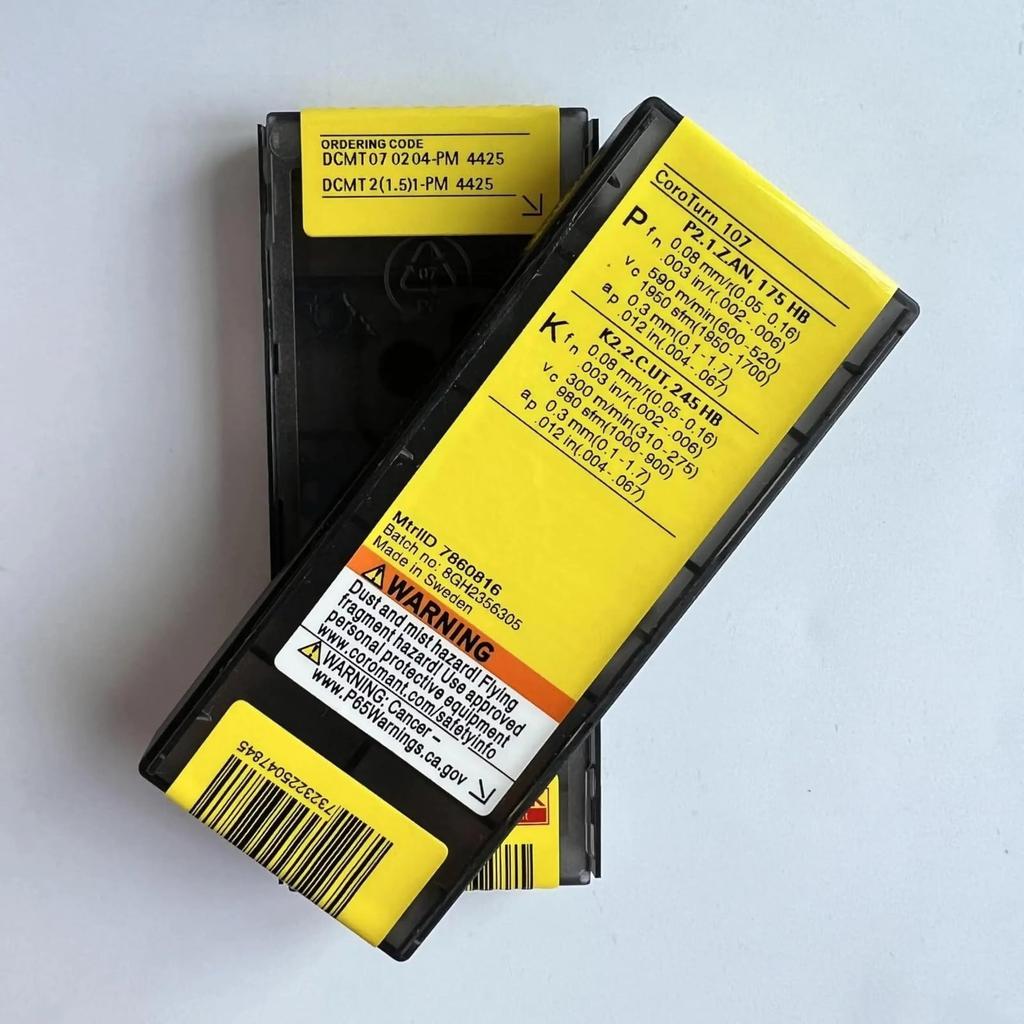 ORDERING CODE
DCMT 07 02 04-PM 4425
DCMT 2(1.5)1-PM 4425
CoroTurn 107
P P2.1.Z.AN, 175 HB
fn 0.08 mm/r(0.05-0.16)
.003 in/r(.002-.006)
vc 590 m/min(600-520)
1950 sfm(1950-1700)
ap 0.3 mm(0.1-1.7)
.012 in(.004-.067)
K K2.2.C.UT, 245 HB
fn 0.08 mm/r(0.05-0.16)
.003 in/r(.002-.006)
vc 300 m/min(310-275)
980 sfm(1000-900)
ap 0.3 mm(0.1-1.7)
.012 in(.004-.067)
MtrlID 7860816
Batch no: 8GH2356305
Made in Sweden
WARNING
Dust and mist hazard! Flying
fragment hazard! Use approved
personal protective equipment
www.coromant.com/safetyinfo
WARNING: Cancer –
www.P65Warnings.ca.gov
7323225047845
07